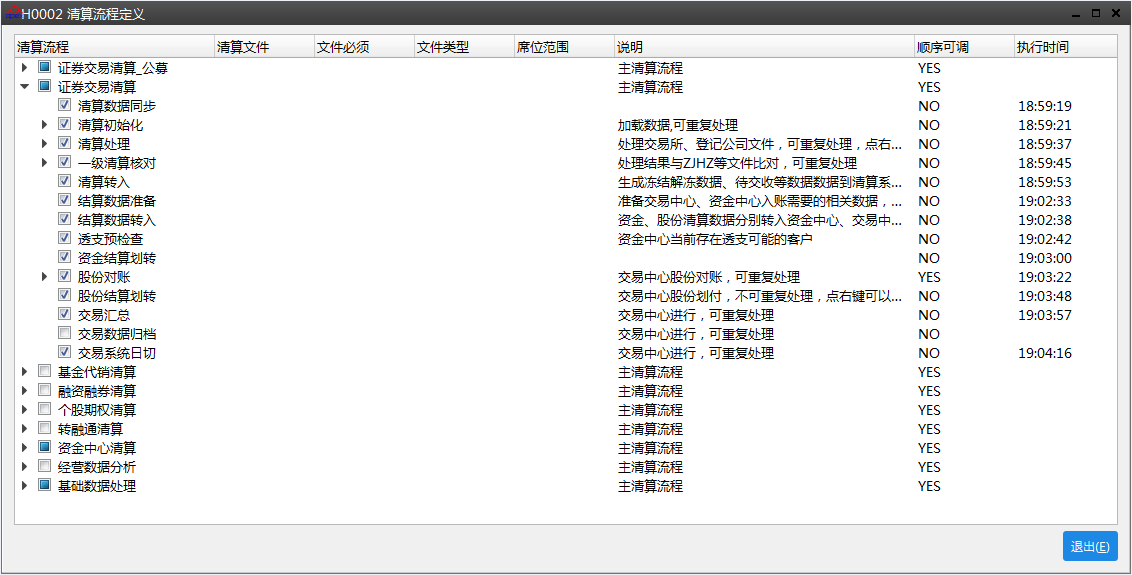 H0002 清算流程定义
清算流程 清算文件 文件必须 文件类型 席位范围 说明 顺序可调 执行时间
证券交易清算_公募 主清算流程 YES
证券交易清算 主清算流程 YES
清算数据同步 NO 18:59:19
清算初始化 加载数据,可重复处理 NO 18:59:21
清算处理 处理交易所、登记公司文件，可重复处理，点右... NO 18:59:37
一级清算核对 处理结果与ZJHZ等文件比对，可重复处理 NO 18:59:45
清算转入 生成冻结解冻数据、待交收等数据数据到清算系... NO 18:59:53
结算数据准备 准备交易中心、资金中心入账需要的相关数据，... NO 19:02:33
结算数据转入 资金、股份清算数据分别转入资金中心、交易中... NO 19:02:38
透支预检查 资金中心当前存在透支可能的客户 NO 19:02:42
资金结算划转 NO 19:03:00
股份对账 交易中心股份对账，可重复处理 YES 19:03:22
股份结算划转 交易中心股份划付，不可重复处理，点右键可以... NO 19:03:48
交易汇总 交易中心进行，可重复处理 NO 19:03:57
交易数据归档 交易中心进行，可重复处理 NO
交易系统日切 交易中心进行，可重复处理 NO 19:04:16
基金代销清算 主清算流程 YES
融资融券清算 主清算流程 YES
个股期权清算 主清算流程 YES
转融通清算 主清算流程 YES
资金中心清算 主清算流程 YES
经营数据分析 主清算流程 YES
基础数据处理 主清算流程 YES
退出(E)